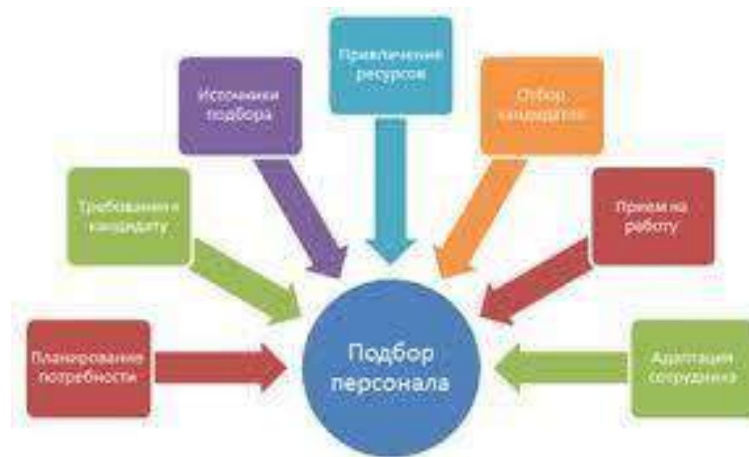 Планирование
потребности
Требования к
кандидату
Источники
подбора
Привлечение
ресурсов
Отбор
кандидатов
Прием на
работу
Адаптация
сотрудника
Подбор
персонала